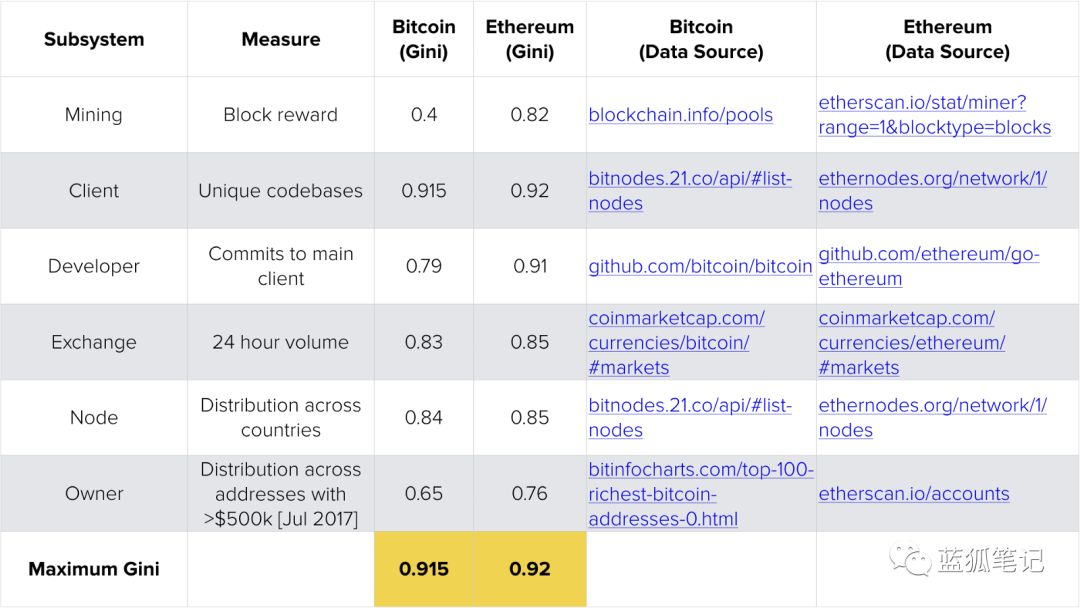 Subsystem
Measure
Bitcoin
(Gini)
Ethereum
(Gini)
Bitcoin
(Data Source)
Ethereum
(Data Source)
Mining
Block reward
0.4
0.82
blockchain.info/pools
etherscan.io/stat/miner?
range=1&blocktype=blocks
Client
Unique codebases
0.915
0.92
bitnodes.21.co/api/#list-
nodes
ethernodes.org/network/1/
nodes
Developer
Commits to main
client
0.79
0.91
github.com/bitcoin/bitcoin
github.com/ethereum/go-
ethereum
Exchange
24 hour volume
0.83
0.85
coinmarketcap.com/
currencies/bitcoin/
#markets
coinmarketcap.com/
currencies/ethereum/
#markets
Node
Distribution across
countries
0.84
0.85
bitnodes.21.co/api/#list-
nodes
ethernodes.org/network/1/
nodes
Owner
Distribution across
addresses with
>$500k [Jul 2017]
0.65
0.76
bitinfocharts.com/top-100-
richest-bitcoin-
addresses-0.html
etherscan.io/accounts
Maximum Gini
0.915
0.92
蓝狐笔记